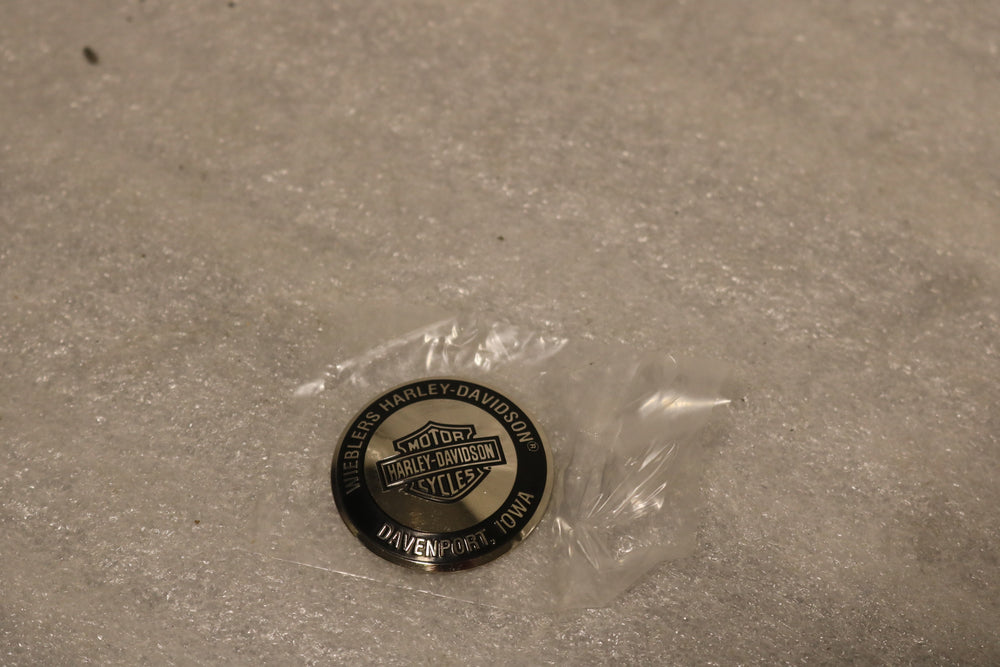 WIEBLERS HARLEY-DAVIDSON®
MOTOR
HARLEY-DAVIDSON
CYCLES
DAVENPORT, IOWA